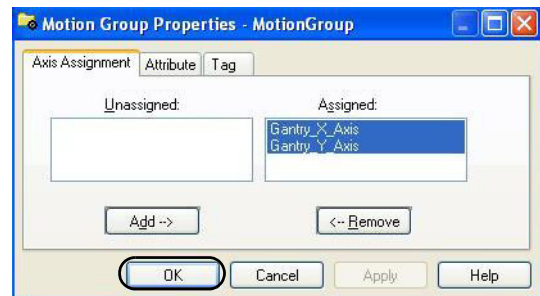 Motion Group Properties - MotionGroup
Axis Assignment Attribute Tag
Unassigned: Assigned:
Gantry_X_Axis
Gantry_Y_Axis
Add --> <-- Remove
OK Cancel Apply Help